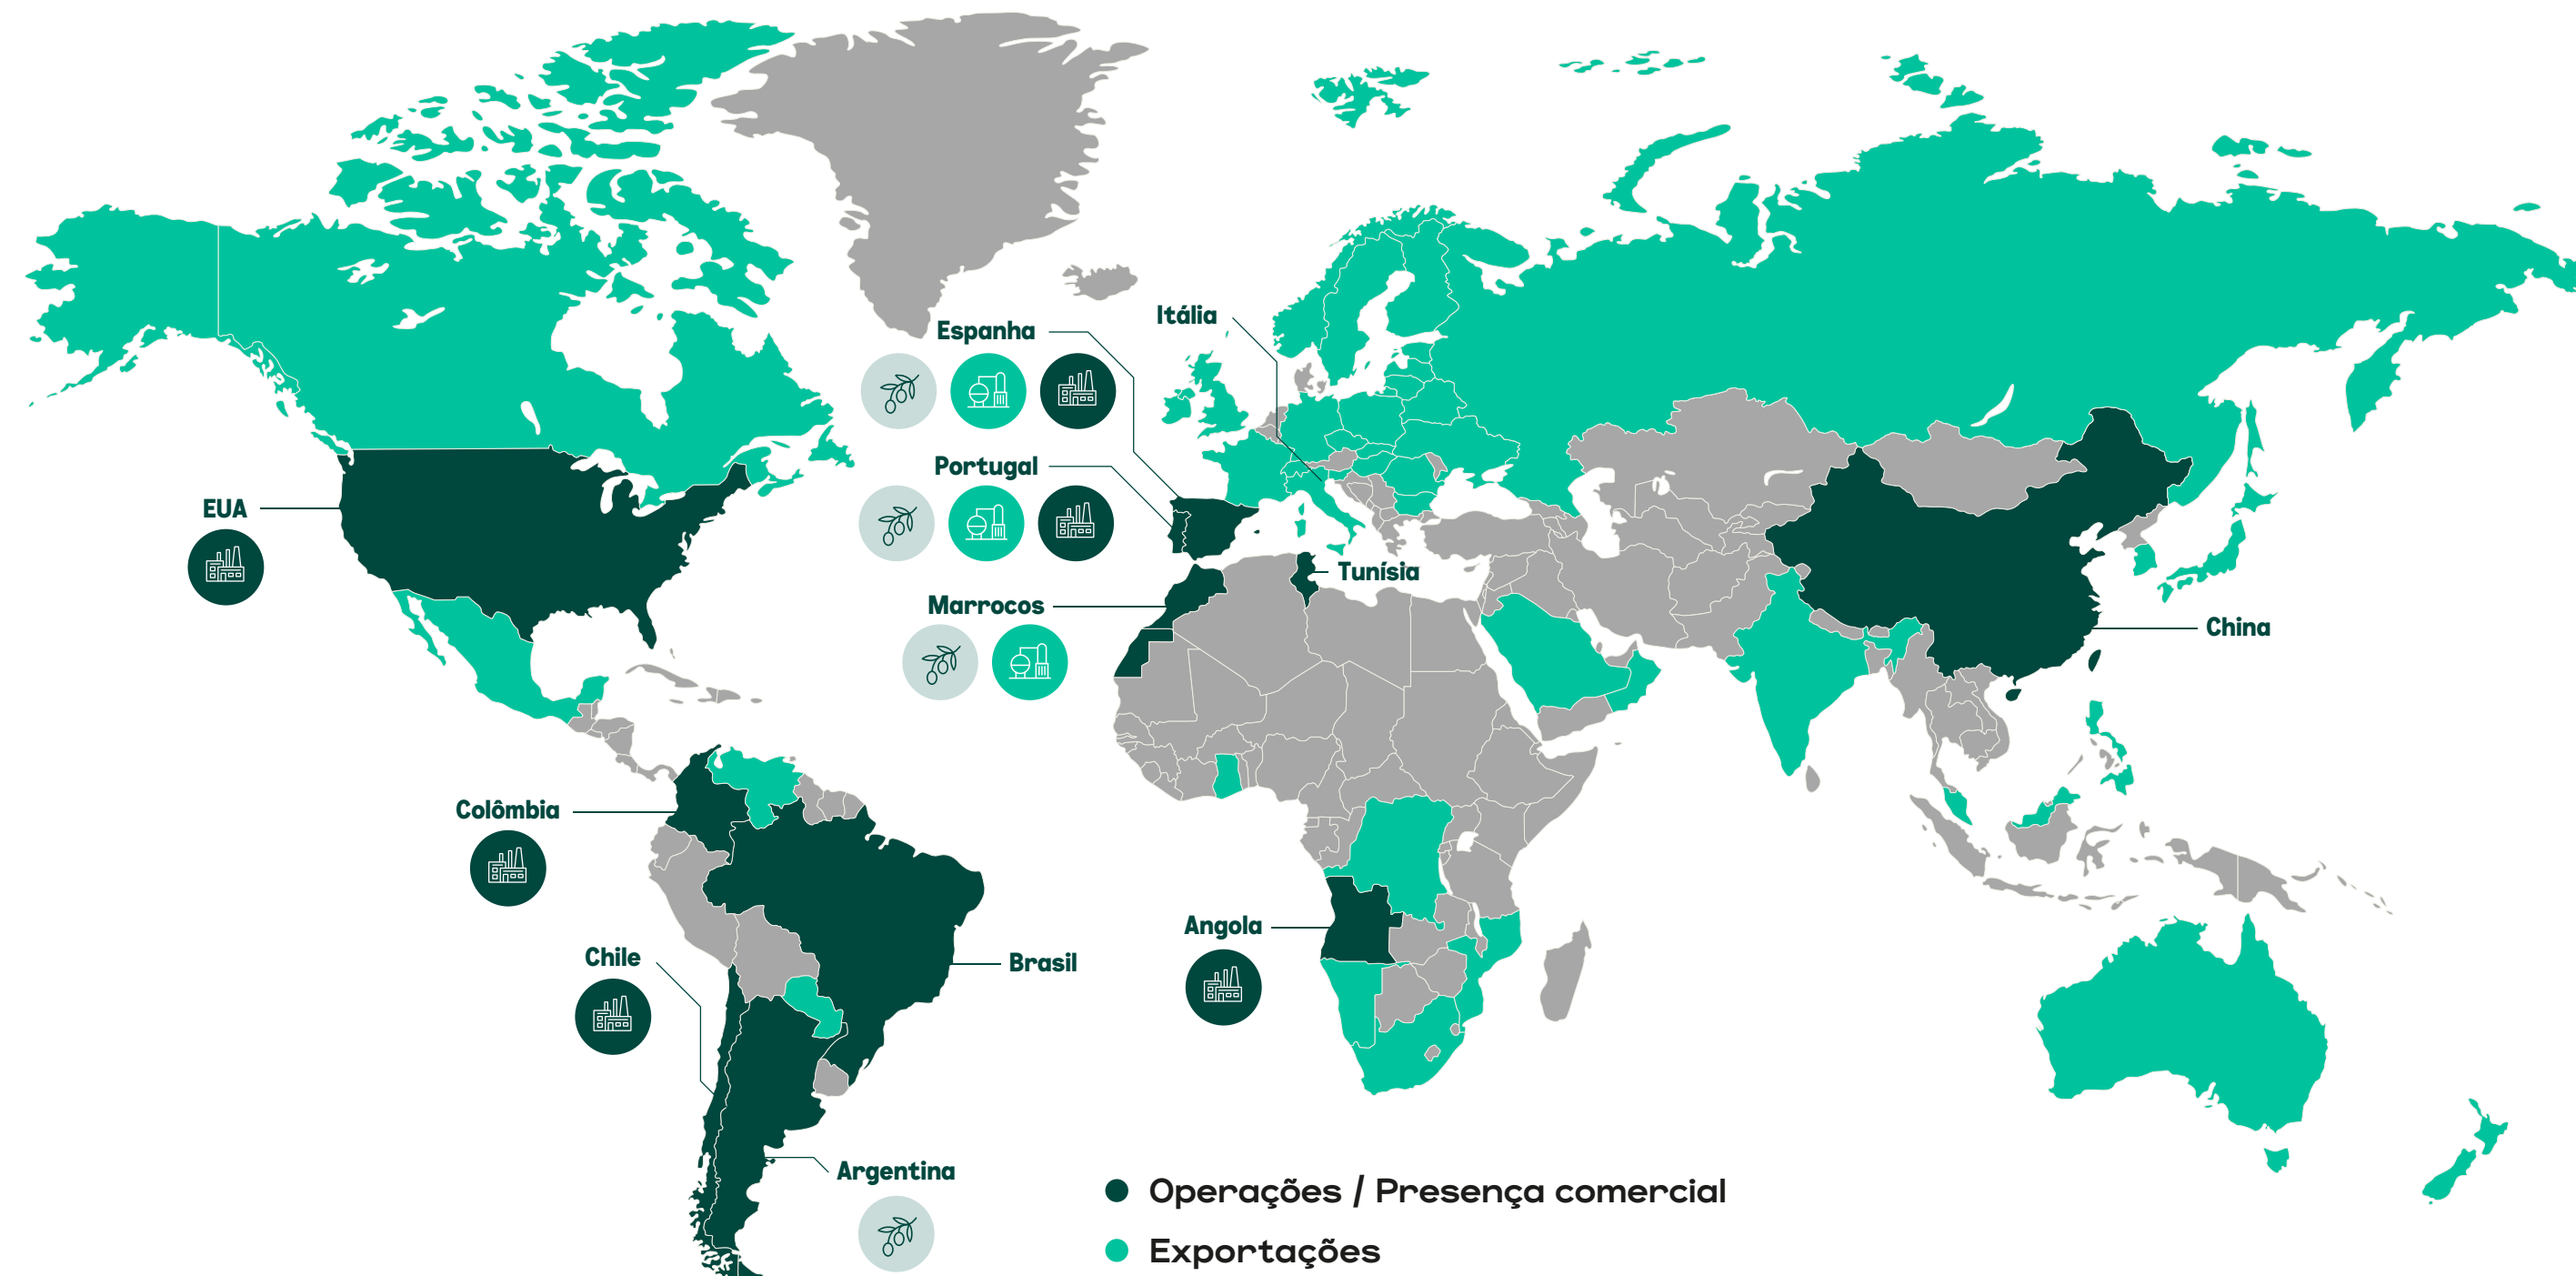 Itália
Espanha
Portugal
EUA
Tunísia
Marrocos
China
Colômbia
Angola
Chile
Brasil
Argentina
Operações / Presença comercial
Exportações